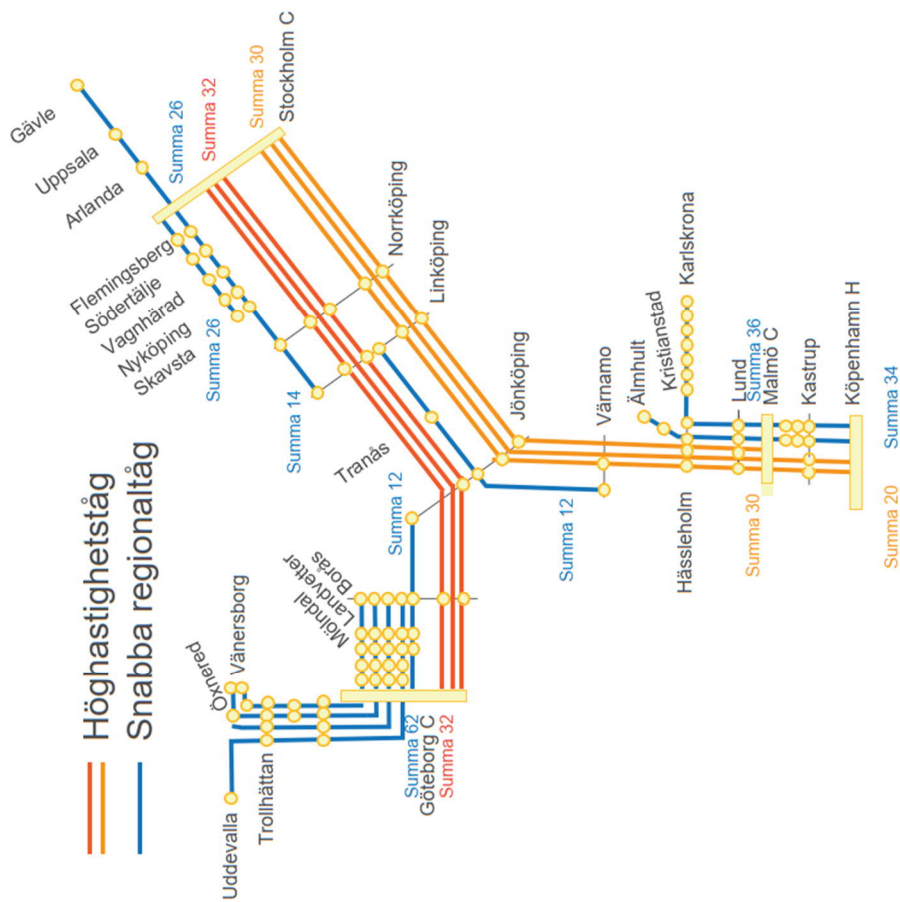 Höghastighetståg
Snabba regionaltåg
Gävle
Uppsala
Arlanda
Summa 26
Summa 32
Summa 30
Stockholm C
Flemingsberg
Södertälje
Vagnhärad
Nyköping
Skavsta
Summa 26
Norrköping
Linköping
Summa 14
Tranås
Jönköping
Summa 12
Värnamo
Summa 12
Älmhult
Kristianstad
Karlskrona
Hässleholm
Lund
Summa 36
Malmö C
Summa 30
Kastrup
Köpenhamn H
Summa 34
Summa 20
Borås
Landvetter
Mölndal
Öxnered
Vänersborg
Trollhättan
Uddevalla
Summa 62
Göteborg C
Summa 32